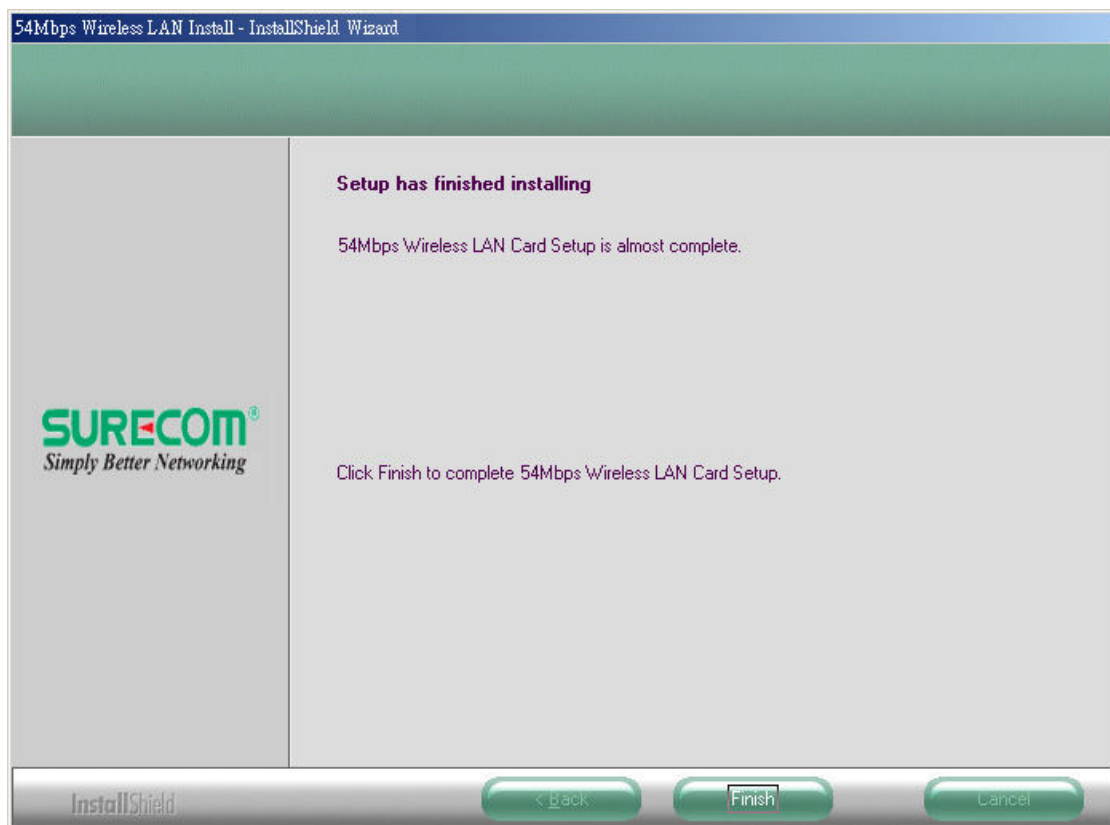 54Mbps Wireless LAN Install - InstallShield Wizard
Setup has finished installing
54Mbps Wireless LAN Card Setup is almost complete.
SURECOM®
Simply Better Networking
Click Finish to complete 54Mbps Wireless LAN Card Setup.
InstallShield
< Back
Finish
Cancel